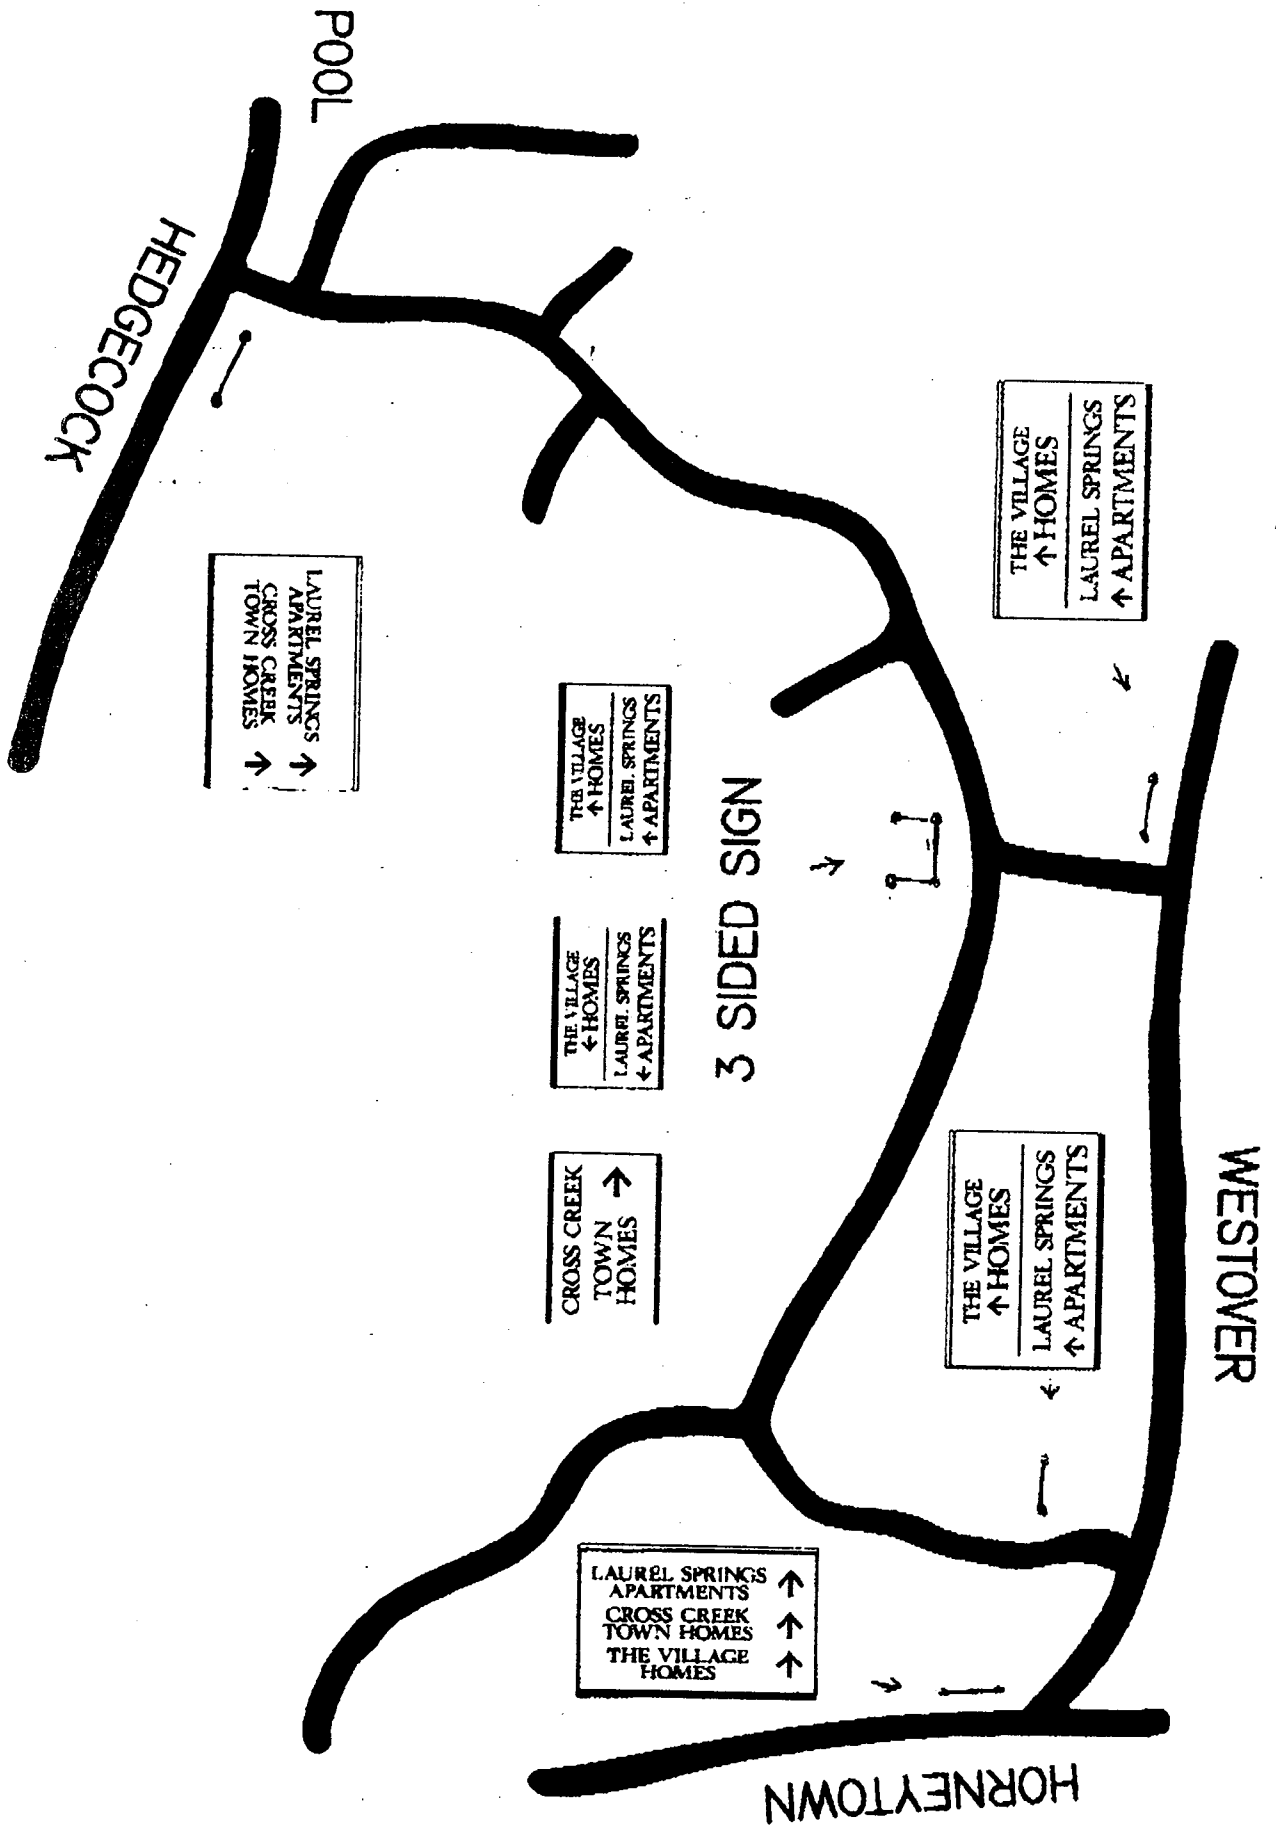 POOL
HEDGECOCK
THE VILLAGE
↑ HOMES
LAUREL SPRINGS
↑ APARTMENTS
LAUREL SPRINGS
APARTMENTS →
CROSS CREEK
TOWN HOMES →
THE VILLAGE
↑ HOMES
LAUREL SPRINGS
↑ APARTMENTS
3 SIDED SIGN
THE VILLAGE
← HOMES
LAUREL SPRINGS
← APARTMENTS
CROSS CREEK
TOWN
HOMES →
WESTOVER
THE VILLAGE
↑ HOMES
LAUREL SPRINGS
↑ APARTMENTS
LAUREL SPRINGS
APARTMENTS ↑
CROSS CREEK
TOWN HOMES ↑
THE VILLAGE
HOMES ↑
HORNEYTOWN